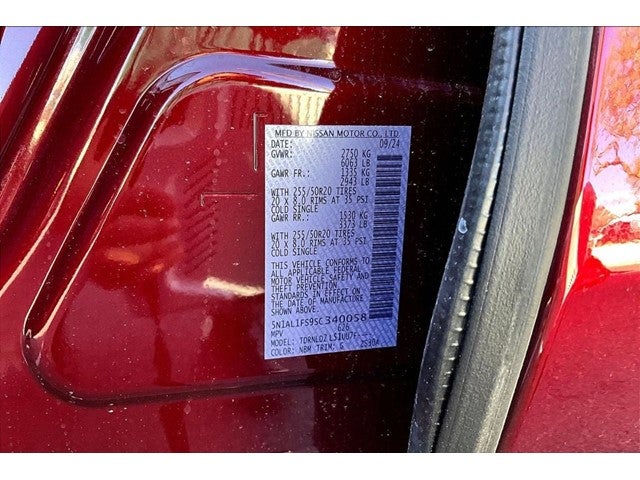 MFD BY NISSAN MOTOR CO., LTD
DATE: 09/24
GVWR: 2750 KG
6063 LB
GAWR FR.: 1335 KG
2943 LB
WITH 255/50R20 TIRES
20 x 8.0 RIMS AT 35 PSI
COLD SINGLE
GAWR RR.: 1530 KG
3373 LB
WITH 255/50R20 TIRES
20 x 8.0 RIMS AT 35 PSI
COLD SINGLE
THIS VEHICLE CONFORMS TO
ALL APPLICABLE FEDERAL
MOTOR VEHICLE SAFETY AND
THEFT PREVENTION
STANDARDS IN EFFECT ON
THE DATE OF MANUFACTURE
SHOWN ABOVE
5N1AL1FS9SC340058
MPV 626
MODEL:
COLOR: NBM TRIM: G